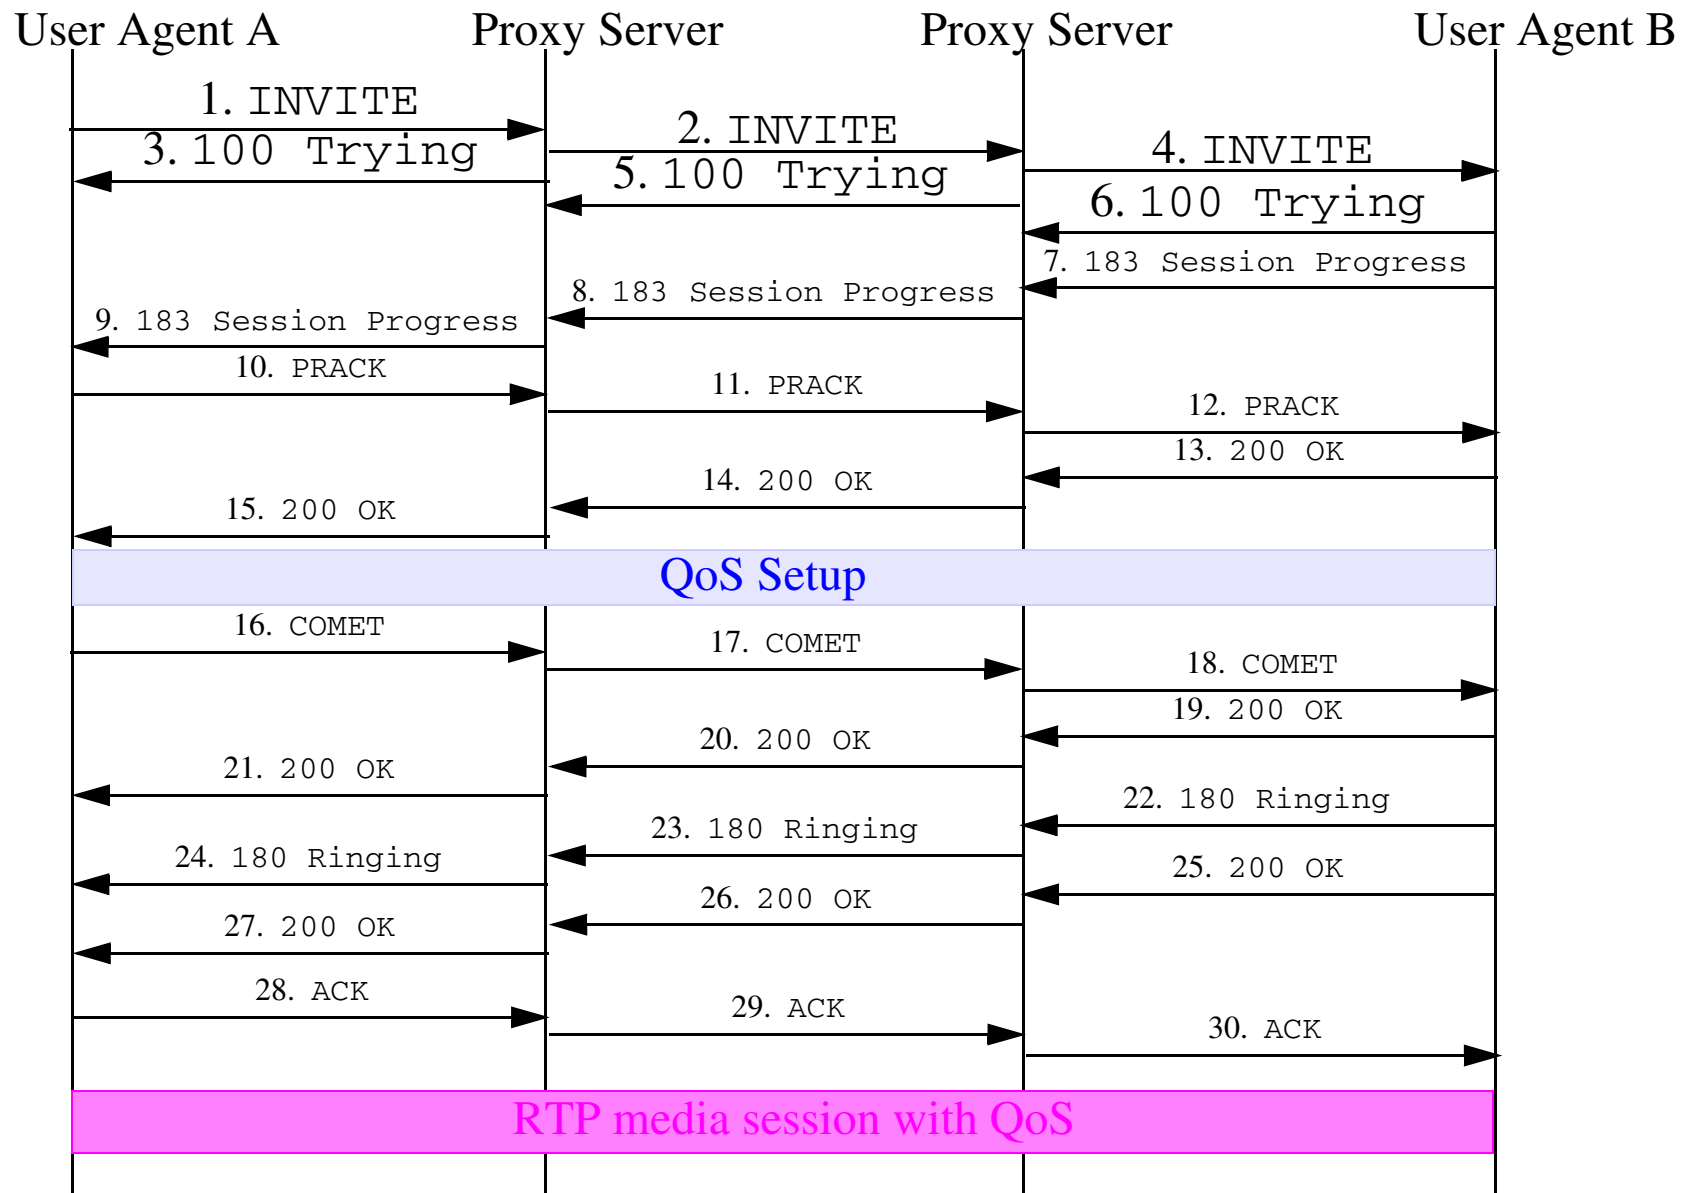 User Agent A
Proxy Server
Proxy Server
User Agent B
1. INVITE
2. INVITE
3. 100 Trying
4. INVITE
5. 100 Trying
6. 100 Trying
7. 183 Session Progress
8. 183 Session Progress
9. 183 Session Progress
10. PRACK
11. PRACK
12. PRACK
13. 200 OK
14. 200 OK
15. 200 OK
QoS Setup
16. COMET
17. COMET
18. COMET
19. 200 OK
20. 200 OK
21. 200 OK
22. 180 Ringing
23. 180 Ringing
24. 180 Ringing
25. 200 OK
26. 200 OK
27. 200 OK
28. ACK
29. ACK
30. ACK
RTP media session with QoS